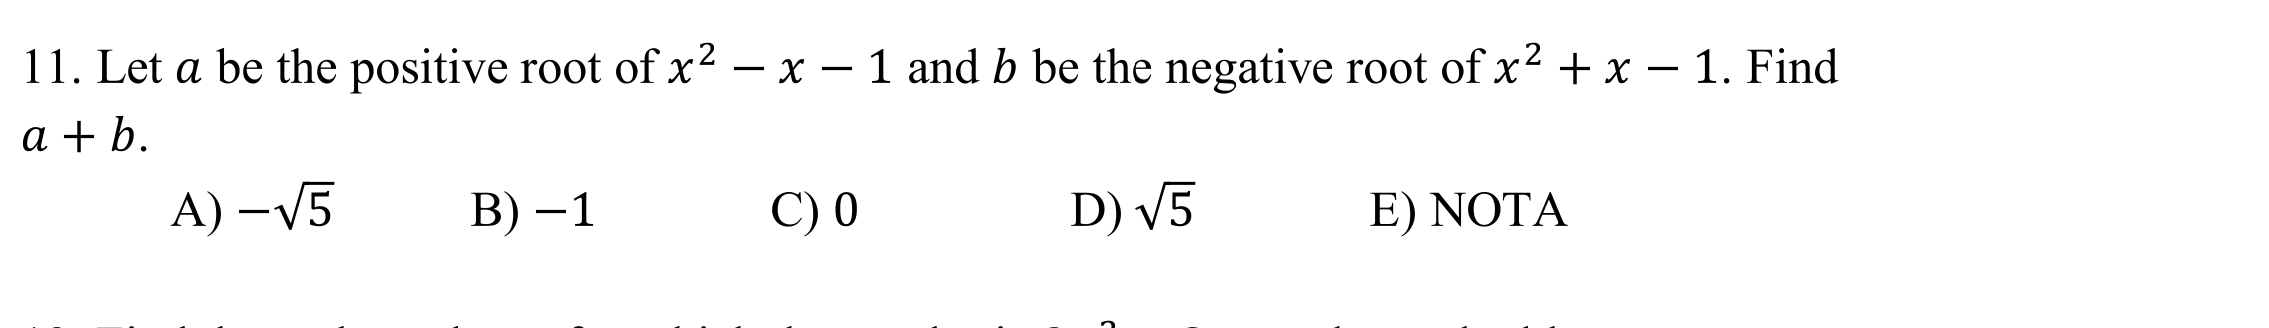 11. Let a be the positive root of x² − x − 1 and b be the negative root of x² + x − 1. Find
a + b.
A) −√5 B) −1 C) 0 D) √5 E) NOTA